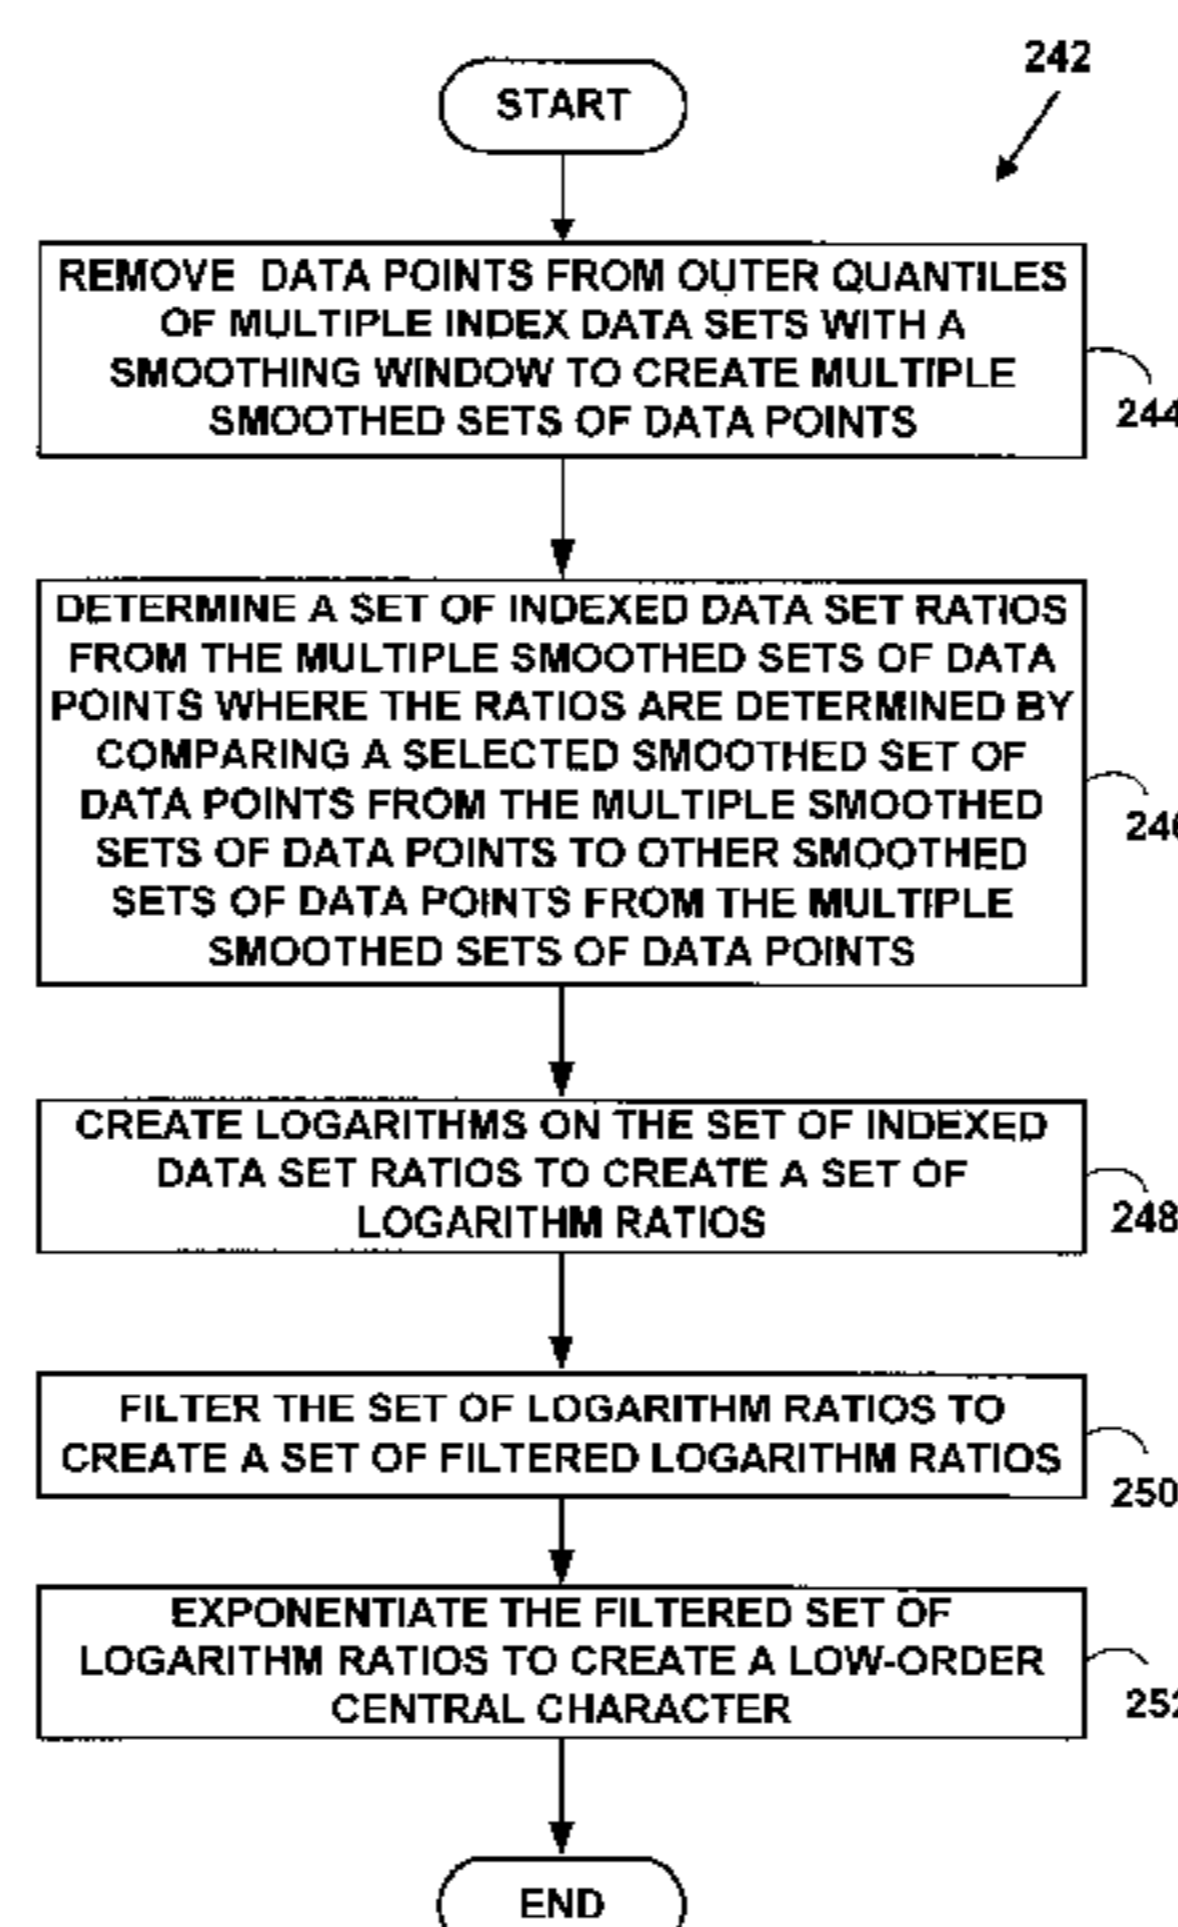 242
START
REMOVE DATA POINTS FROM OUTER QUANTILES
OF MULTIPLE INDEX DATA SETS WITH A
SMOOTHING WINDOW TO CREATE MULTIPLE
SMOOTHED SETS OF DATA POINTS
244
DETERMINE A SET OF INDEXED DATA SET RATIOS
FROM THE MULTIPLE SMOOTHED SETS OF DATA
POINTS WHERE THE RATIOS ARE DETERMINED BY
COMPARING A SELECTED SMOOTHED SET OF
DATA POINTS FROM THE MULTIPLE SMOOTHED
SETS OF DATA POINTS TO OTHER SMOOTHED
SETS OF DATA POINTS FROM THE MULTIPLE
SMOOTHED SETS OF DATA POINTS
246
CREATE LOGARITHMS ON THE SET OF INDEXED
DATA SET RATIOS TO CREATE A SET OF
LOGARITHM RATIOS
248
FILTER THE SET OF LOGARITHM RATIOS TO
CREATE A SET OF FILTERED LOGARITHM RATIOS
250
EXPONENTIATE THE FILTERED SET OF
LOGARITHM RATIOS TO CREATE A LOW-ORDER
CENTRAL CHARACTER
252
END